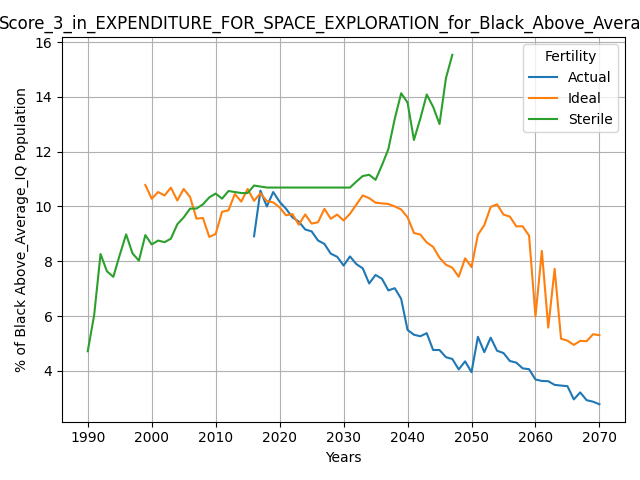 Score_3_in_EXPENDITURE_FOR_SPACE_EXPLORATION_for_Black_Above_Avera
16
14
12
10
8
6
4
% of Black Above_Average_IQ Population
Fertility
Actual
Ideal
Sterile
1990 2000 2010 2020 2030 2040 2050 2060 2070
Years